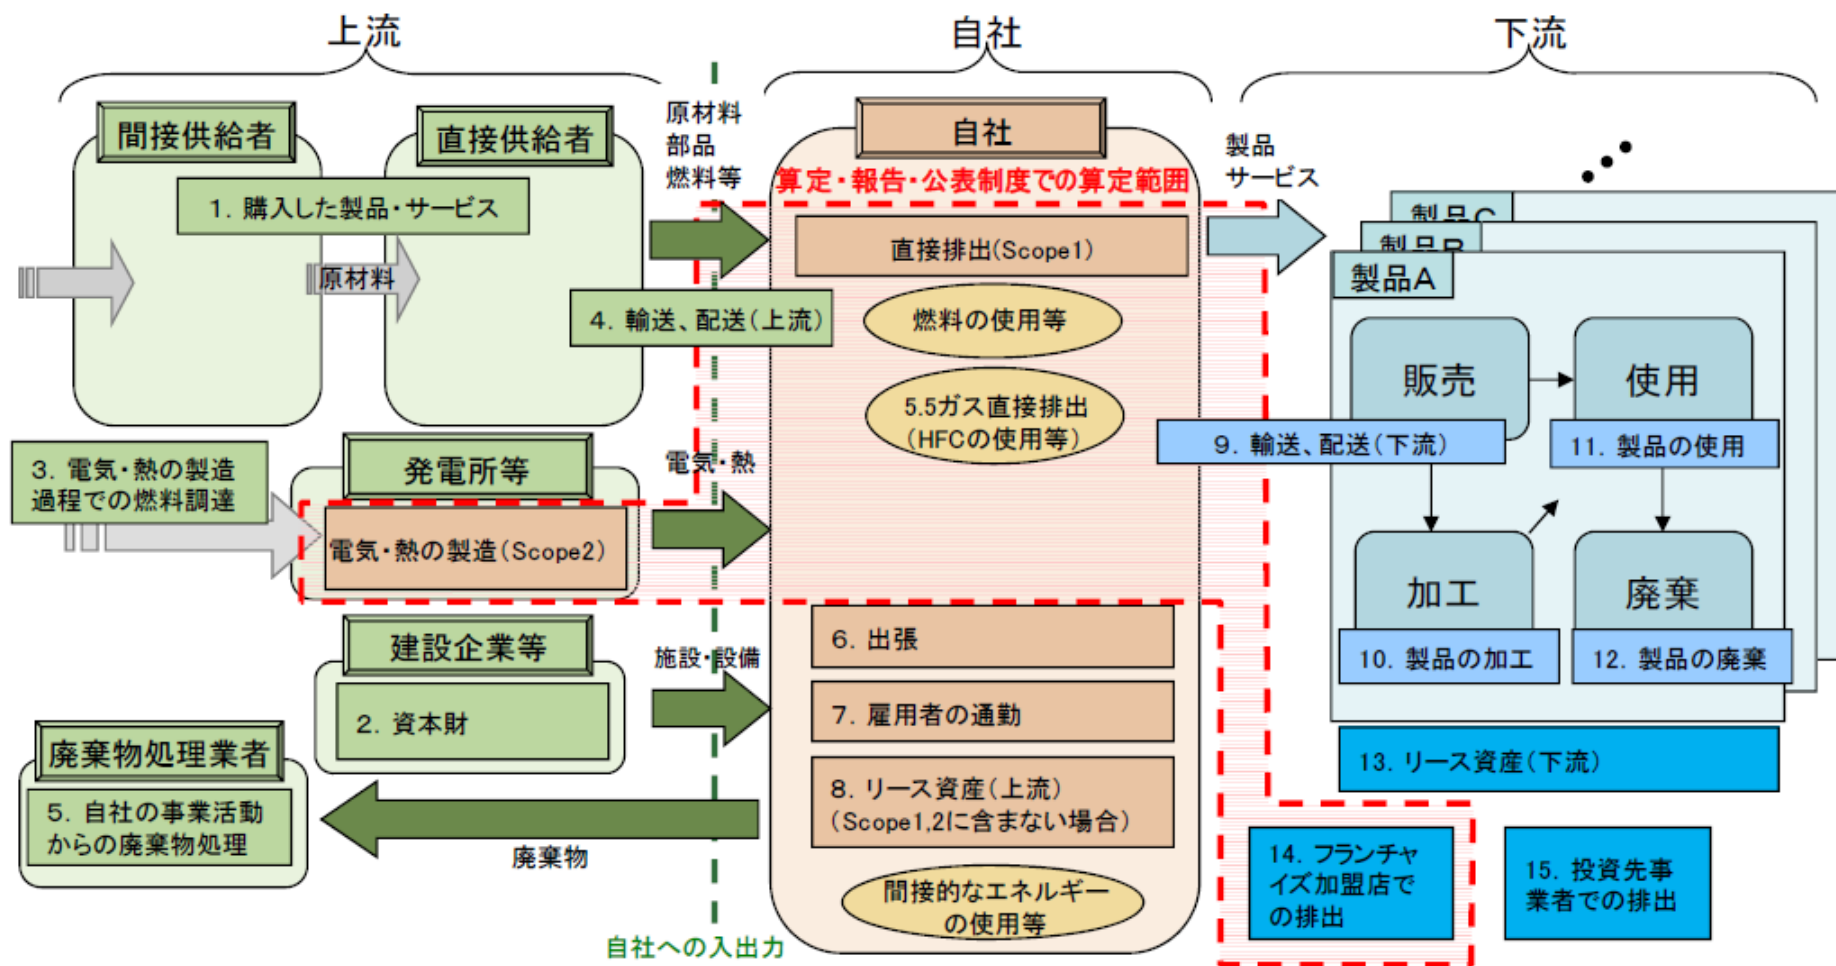 上流
自社
下流
間接供給者
直接供給者
1. 購入した製品・サービス
原材料
4. 輸送、配送(上流)
原材料
部品
燃料等
3. 電気・熱の製造
過程での燃料調達
発電所等
電気・熱の製造(Scope2)
電気・熱
建設企業等
2. 資本財
施設・設備
廃棄物処理業者
5. 自社の事業活動
からの廃棄物処理
廃棄物
自社への入出力
自社
算定・報告・公表制度での算定範囲
直接排出(Scope1)
燃料の使用等
5.5ガス直接排出
(HFCの使用等)
6. 出張
7. 雇用者の通勤
8. リース資産(上流)
(Scope1,2に含まない場合)
間接的なエネルギー
の使用等
製品
サービス
製品C
製品B
製品A
販売
使用
9. 輸送、配送(下流)
11. 製品の使用
加工
廃棄
10. 製品の加工
12. 製品の廃棄
13. リース資産(下流)
14. フランチャ
イズ加盟店で
の排出
15. 投資先事
業者での排出